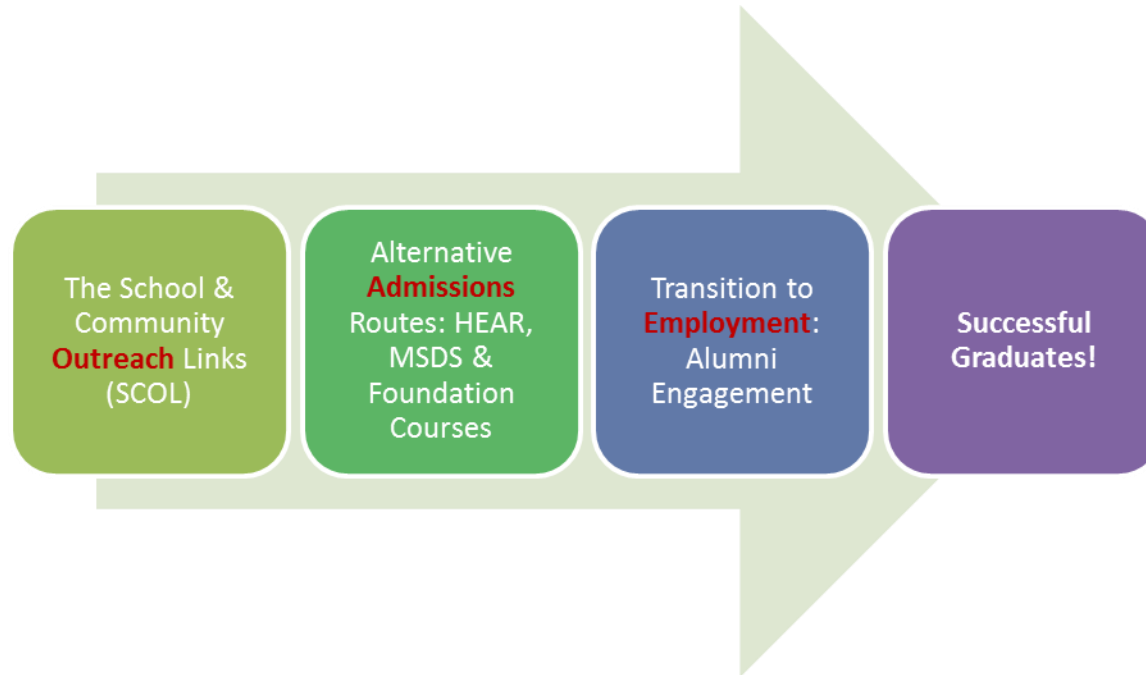 The School &
Community
Outreach Links
(SCOL)
Alternative
Admissions
Routes: HEAR,
MSDS &
Foundation
Courses
Transition to
Employment:
Alumni
Engagement
Successful
Graduates!